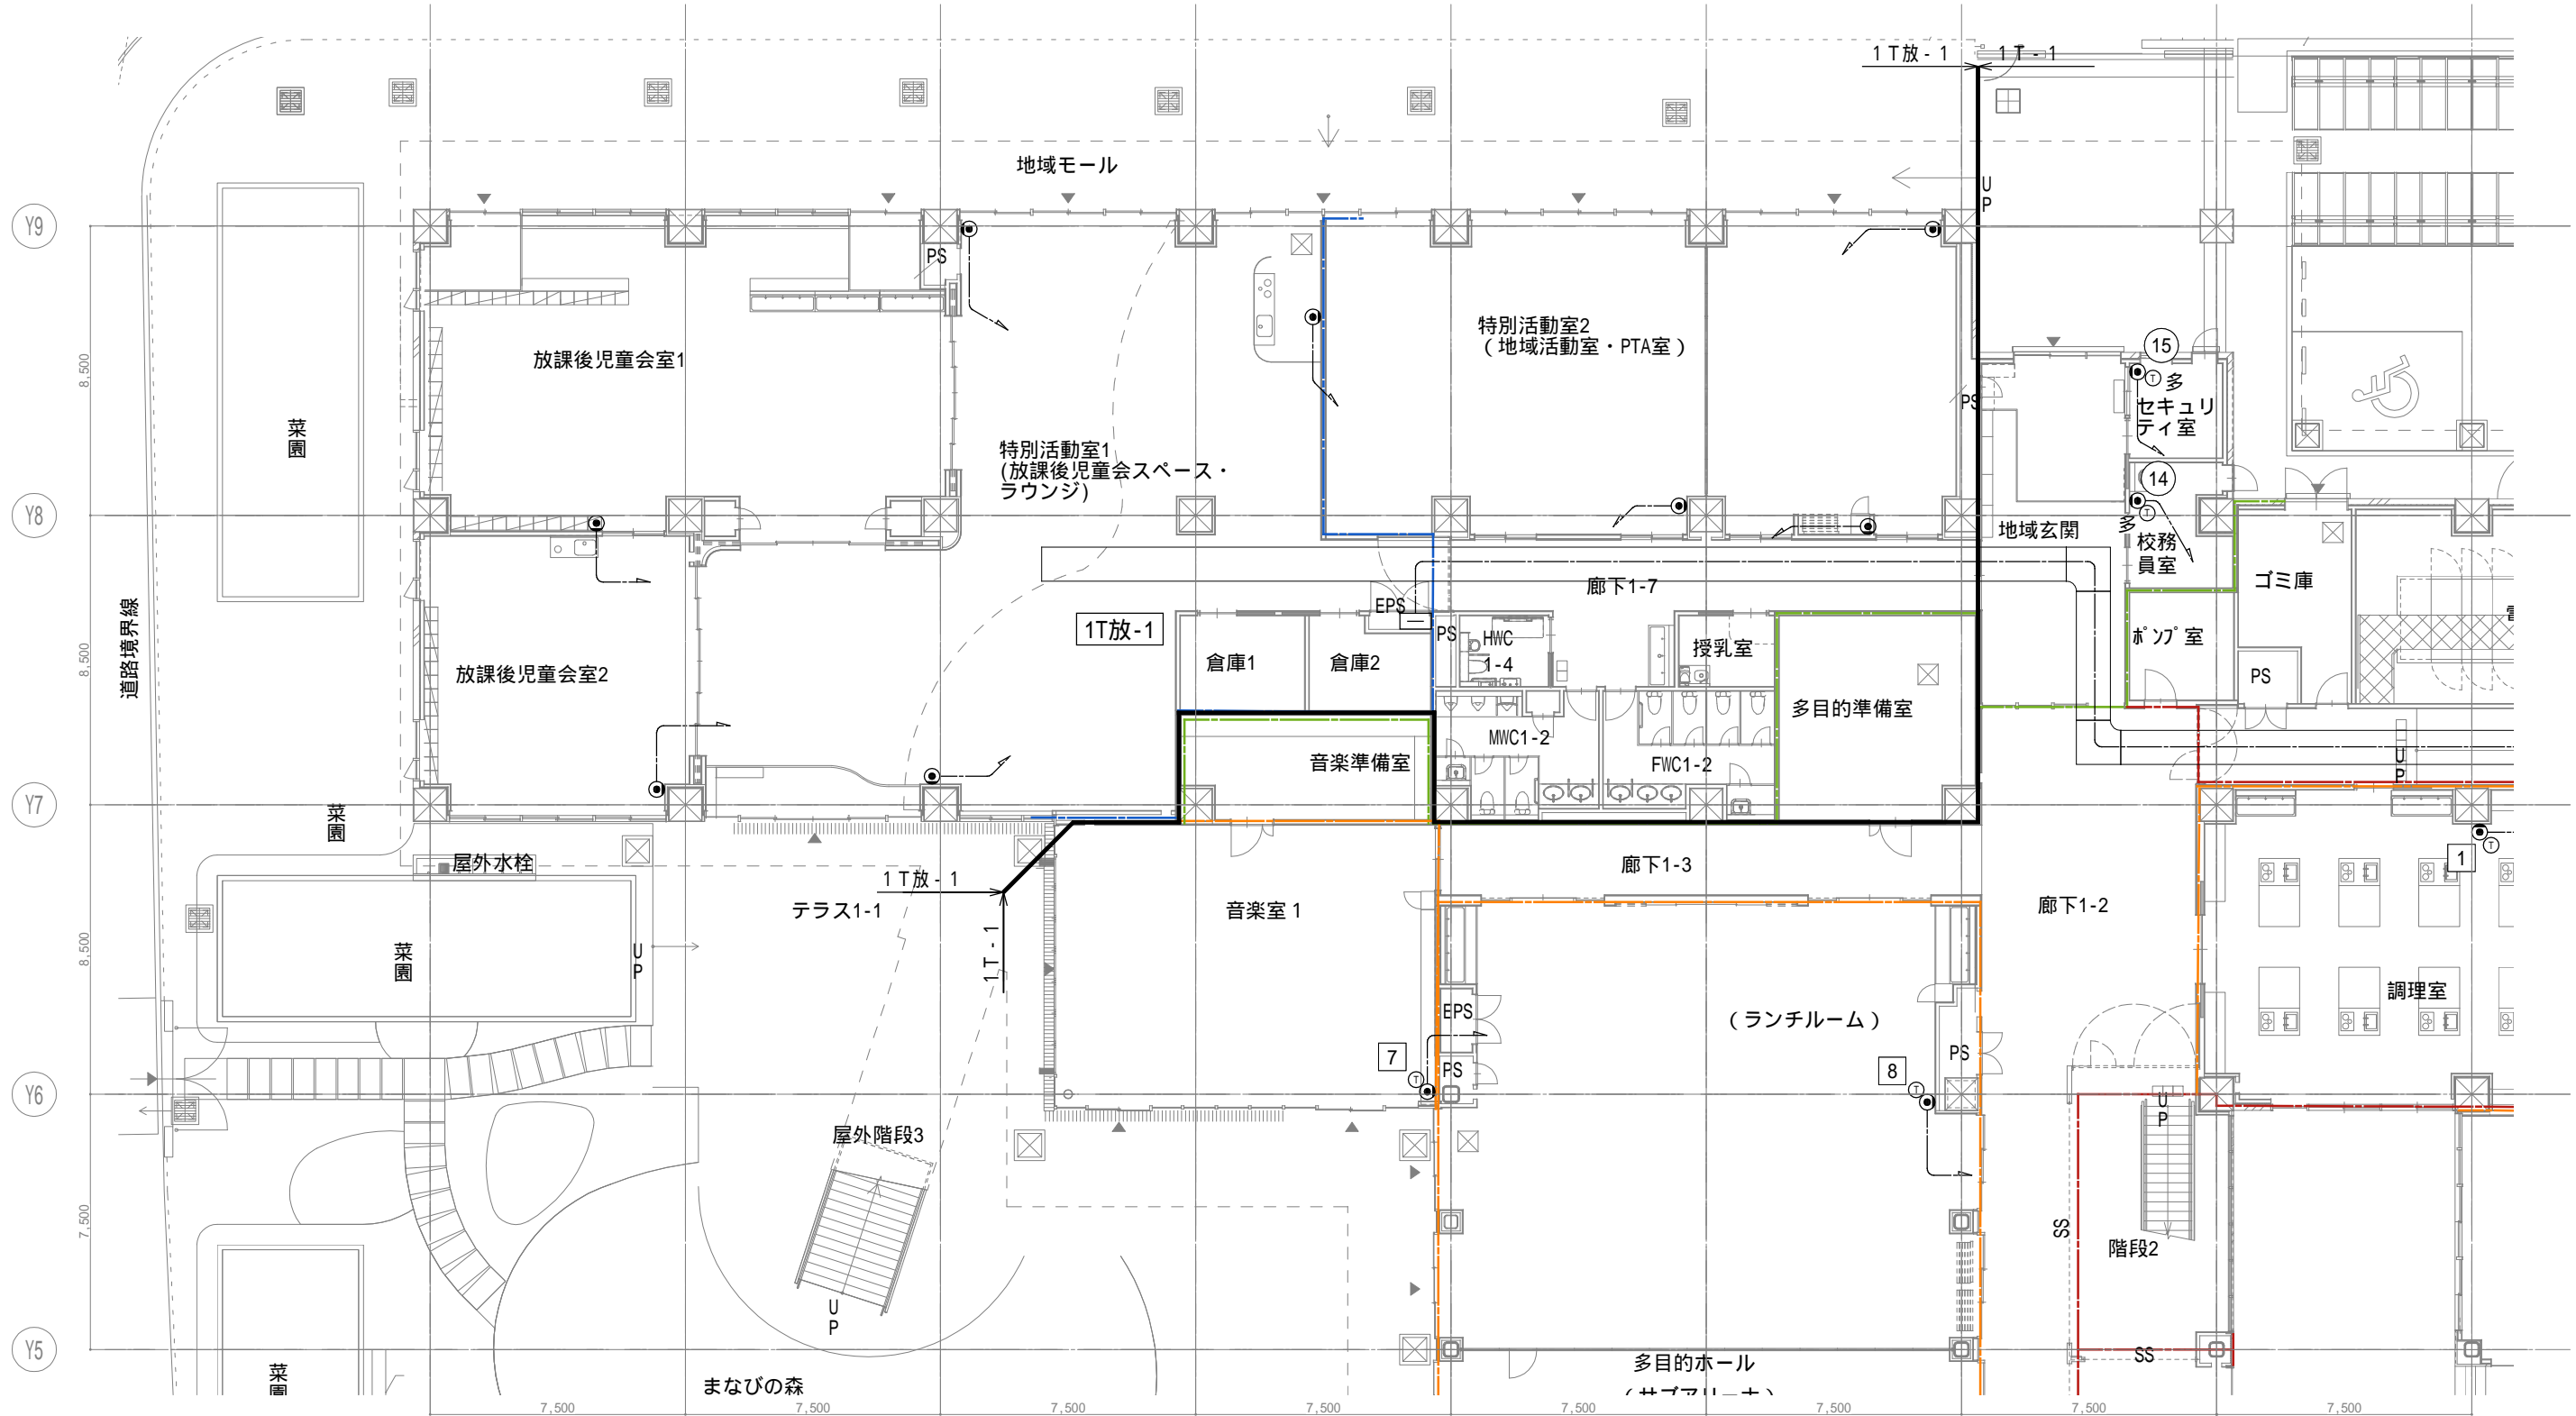 1T放-1
1T-1
地域モール
UP
Y9
PS
特別活動室2
(地域活動室・PTA室)
放課後児童会室1
8,500
15
T
多
セキュリ
ティ室
PS
菜園
特別活動室1
(放課後児童会スペース・
ラウンジ)
14
T
多
校務
員室
Y8
地域玄関
廊下1-7
ゴミ庫
EPS
1T放-1
PS
HWC
1-4
授乳室
ポンプ室
道路境界線
8,500
倉庫1
倉庫2
放課後児童会室2
PS
多目的準備室
MWC1-2
音楽準備室
FWC1-2
UP
Y7
菜園
T
1
屋外水栓
廊下1-3
1T放-1
テラス1-1
音楽室1
廊下1-2
1T-1
8,500
菜園
UP
調理室
EPS
(ランチルーム)
7
T
PS
8
T
PS
Y6
UP
屋外階段3
7,500
SS
階段2
UP
Y5
SS
菜園
多目的ホール
まなびの森
7,500
7,500
7,500
7,500
7,500
7,500
7,500
7,500